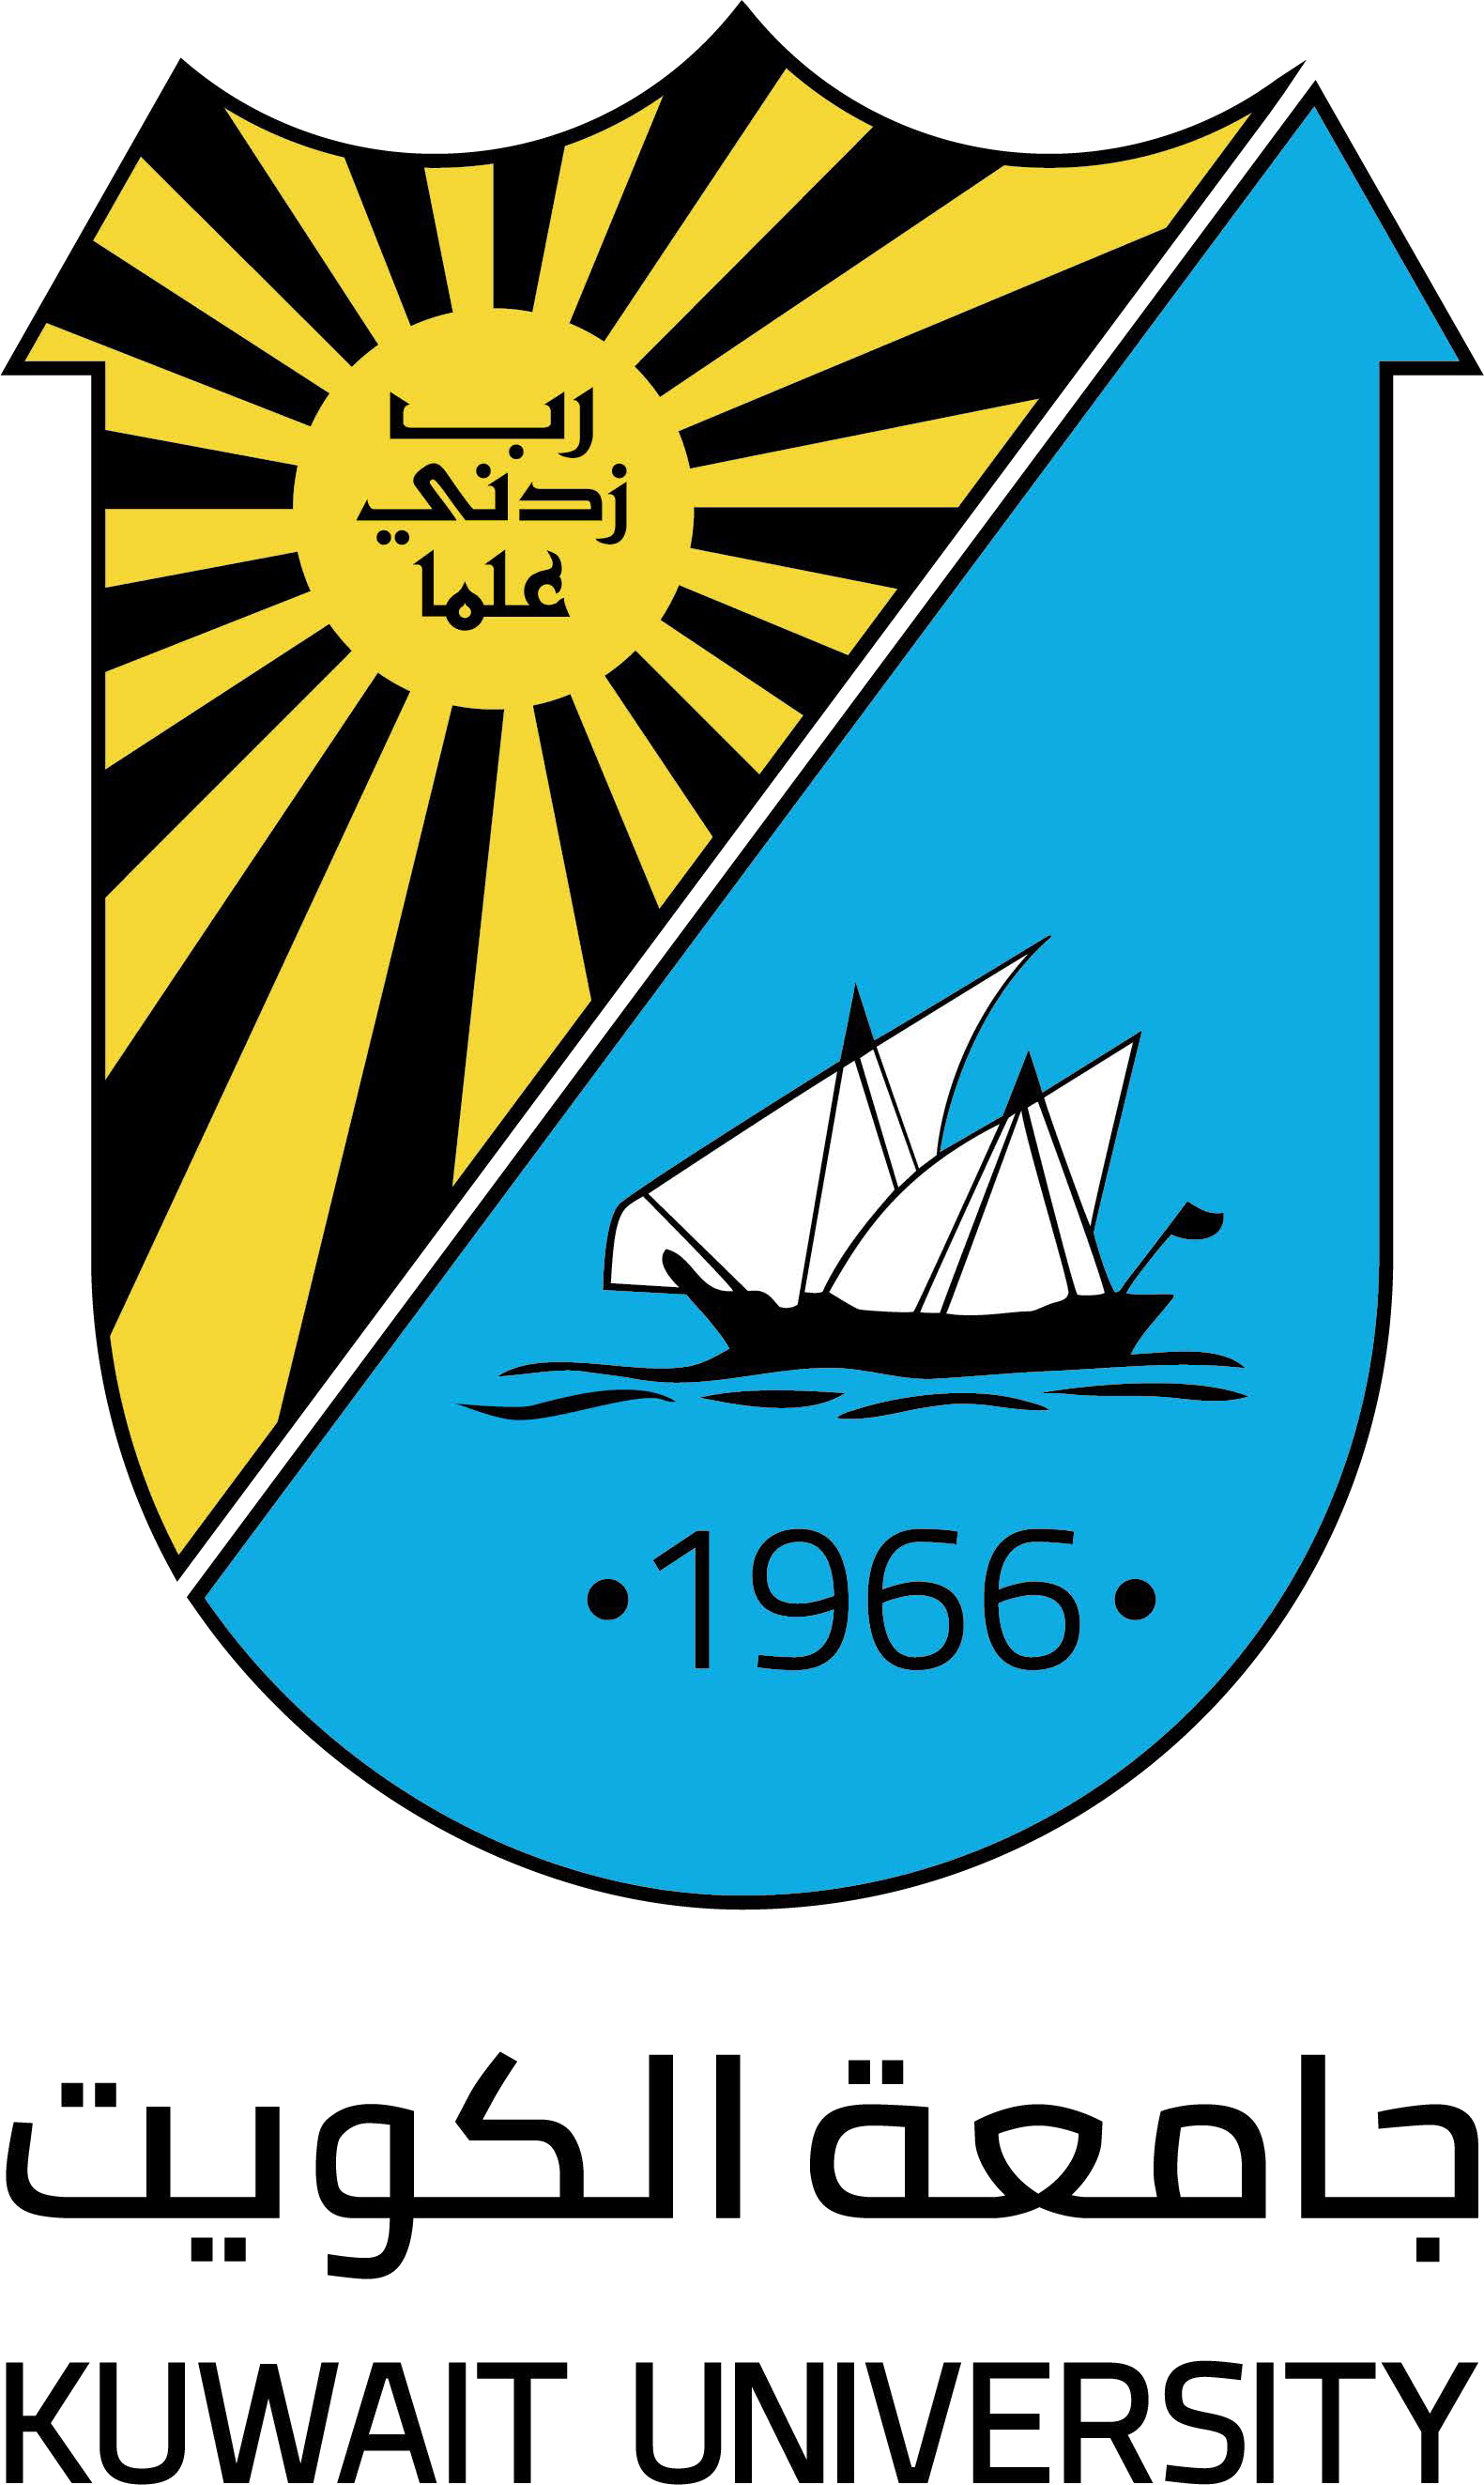 رب
زدني
علما
·1966·
جامعة الكويت
KUWAIT UNIVERSITY